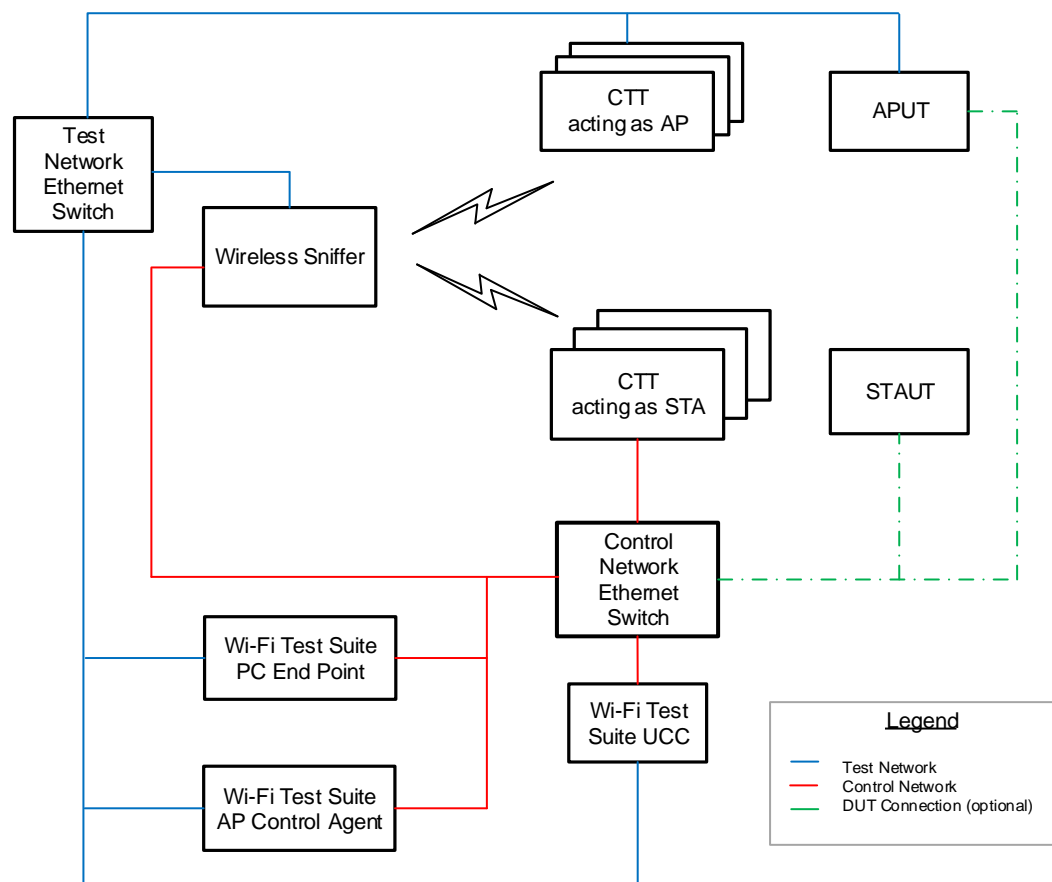 CTT
acting as AP
APUT
Test
Network
Ethernet
Switch
Wireless Sniffer
CTT
acting as STA
STAUT
Control
Network
Ethernet
Switch
Wi-Fi Test Suite
PC End Point
Wi-Fi Test
Suite UCC
Wi-Fi Test Suite
AP Control Agent
Legend
Test Network
Control Network
DUT Connection (optional)